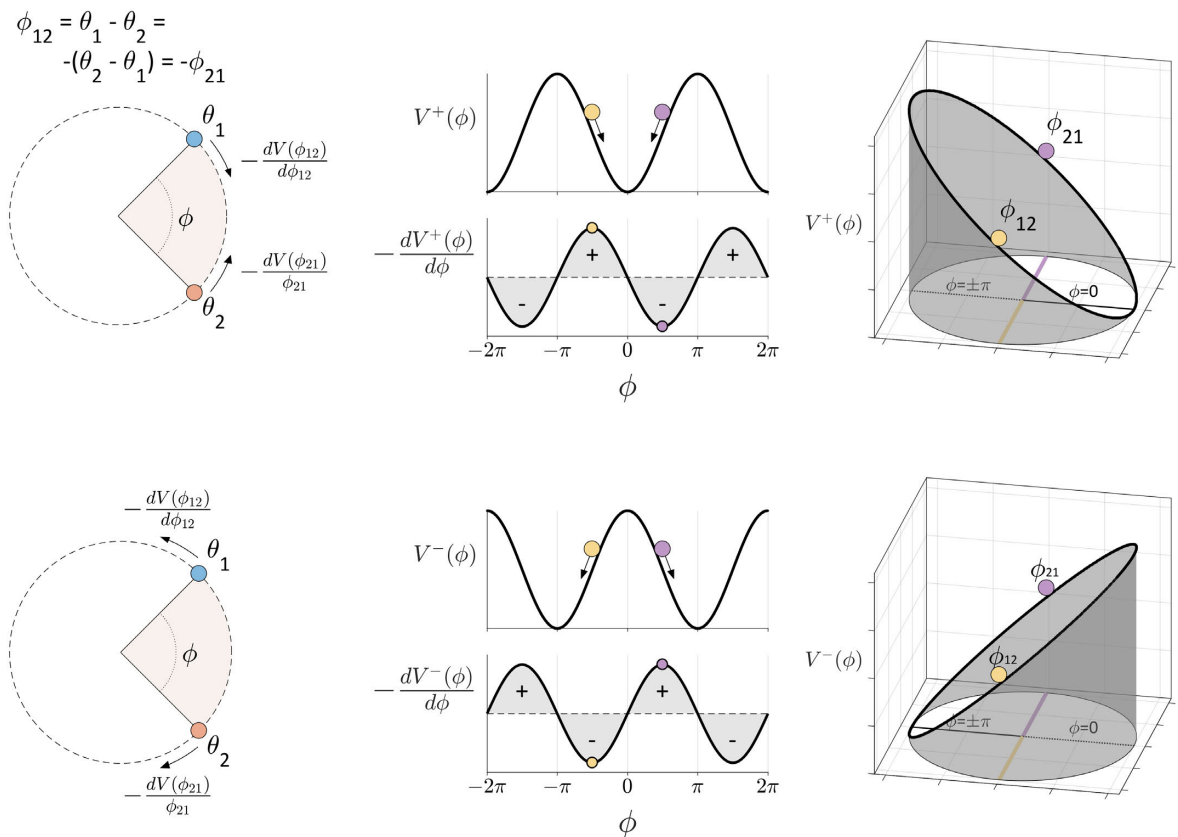 ϕ₁₂ = θ₁ - θ₂ =
-(θ₂ - θ₁) = -ϕ₂₁
θ₁
-dV(ϕ₁₂)/dϕ₁₂
ϕ
-dV(ϕ₂₁)/ϕ₂₁
θ₂
V⁺(ϕ)
-dV⁺(ϕ)/dϕ
+
+
-
-
−2π
−π
0
π
2π
ϕ
V⁺(ϕ)
ϕ₂₁
ϕ₁₂
ϕ=±π
ϕ=0
-dV(ϕ₁₂)/dϕ₁₂
θ₁
ϕ
θ₂
-dV(ϕ₂₁)/ϕ₂₁
V⁻(ϕ)
-dV⁻(ϕ)/dϕ
+
+
-
-
−2π
−π
0
π
2π
ϕ
V⁻(ϕ)
ϕ₂₁
ϕ₁₂
ϕ=±π
ϕ=0